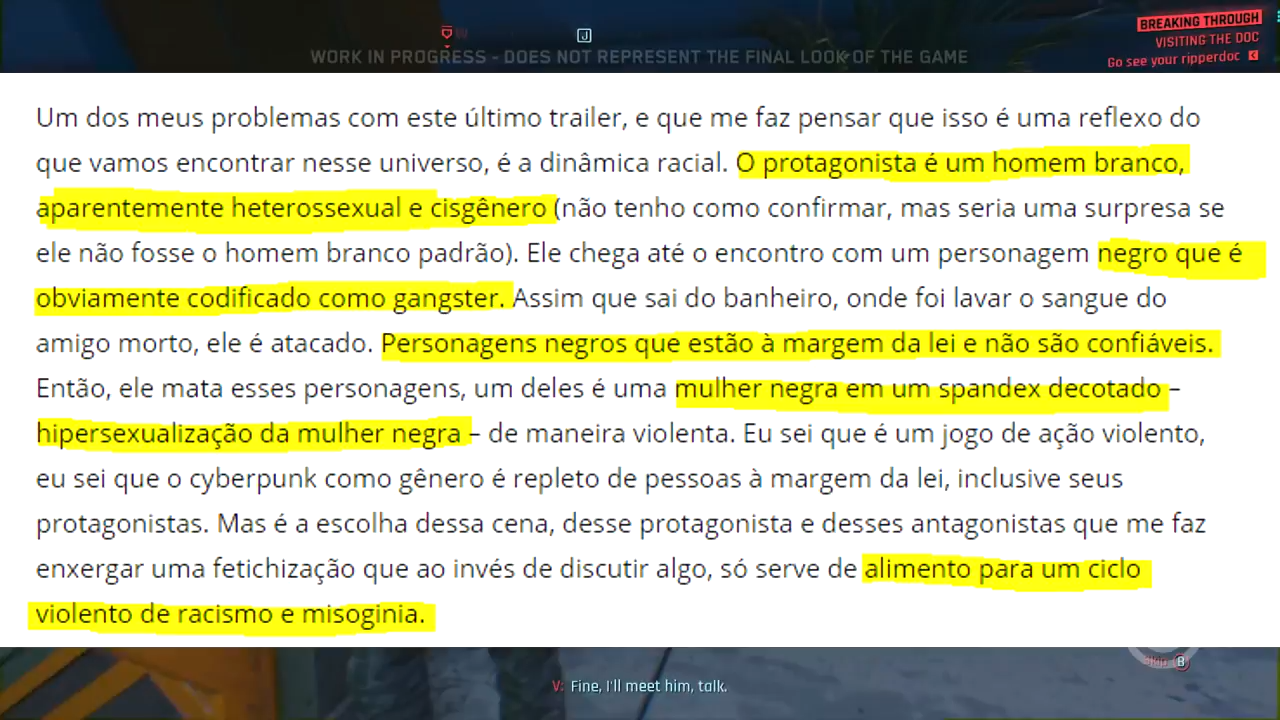 BREAKING THROUGH
VISITING THE DOC
Go see your ripperdoc
J
WORK IN PROGRESS - DOES NOT REPRESENT THE FINAL LOOK OF THE GAME
Um dos meus problemas com este último trailer, e que me faz pensar que isso é uma reflexo do
que vamos encontrar nesse universo, é a dinâmica racial. O protagonista é um homem branco,
aparentemente heterossexual e cisgênero (não tenho como confirmar, mas seria uma surpresa se
ele não fosse o homem branco padrão). Ele chega até o encontro com um personagem negro que é
obviamente codificado como gangster. Assim que sai do banheiro, onde foi lavar o sangue do
amigo morto, ele é atacado. Personagens negros que estão à margem da lei e não são confiáveis.
Então, ele mata esses personagens, um deles é uma mulher negra em um spandex decotado –
hipersexualização da mulher negra – de maneira violenta. Eu sei que é um jogo de ação violento,
eu sei que o cyberpunk como gênero é repleto de pessoas à margem da lei, inclusive seus
protagonistas. Mas é a escolha dessa cena, desse protagonista e desses antagonistas que me faz
enxergar uma fetichização que ao invés de discutir algo, só serve de alimento para um ciclo
violento de racismo e misoginia.
Skip B
V: Fine, I'll meet him, talk.